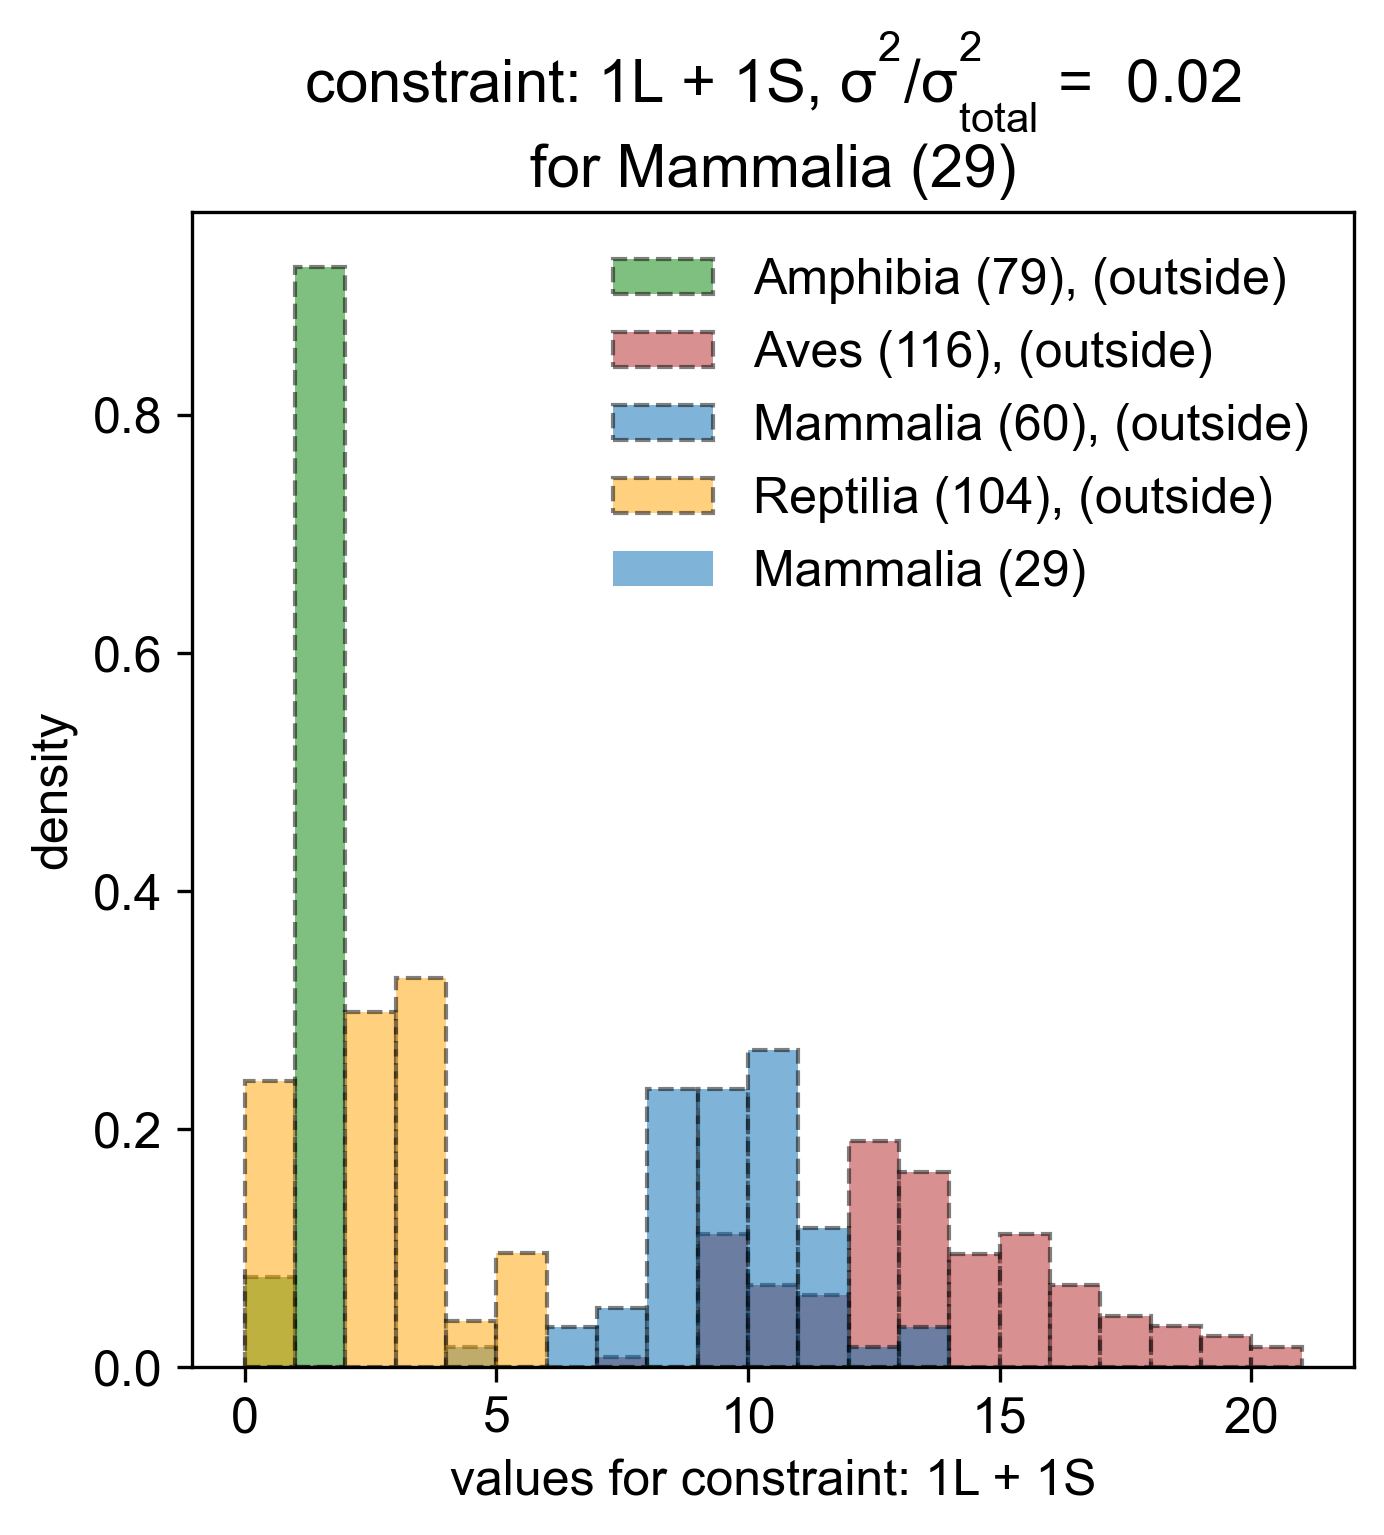 constraint: 1L + 1S, σ²/σ²total = 0.02
for Mammalia (29)
Amphibia (79), (outside)
Aves (116), (outside)
Mammalia (60), (outside)
Reptilia (104), (outside)
Mammalia (29)
density
0.8
0.6
0.4
0.2
0.0
0 5 10 15 20
values for constraint: 1L + 1S